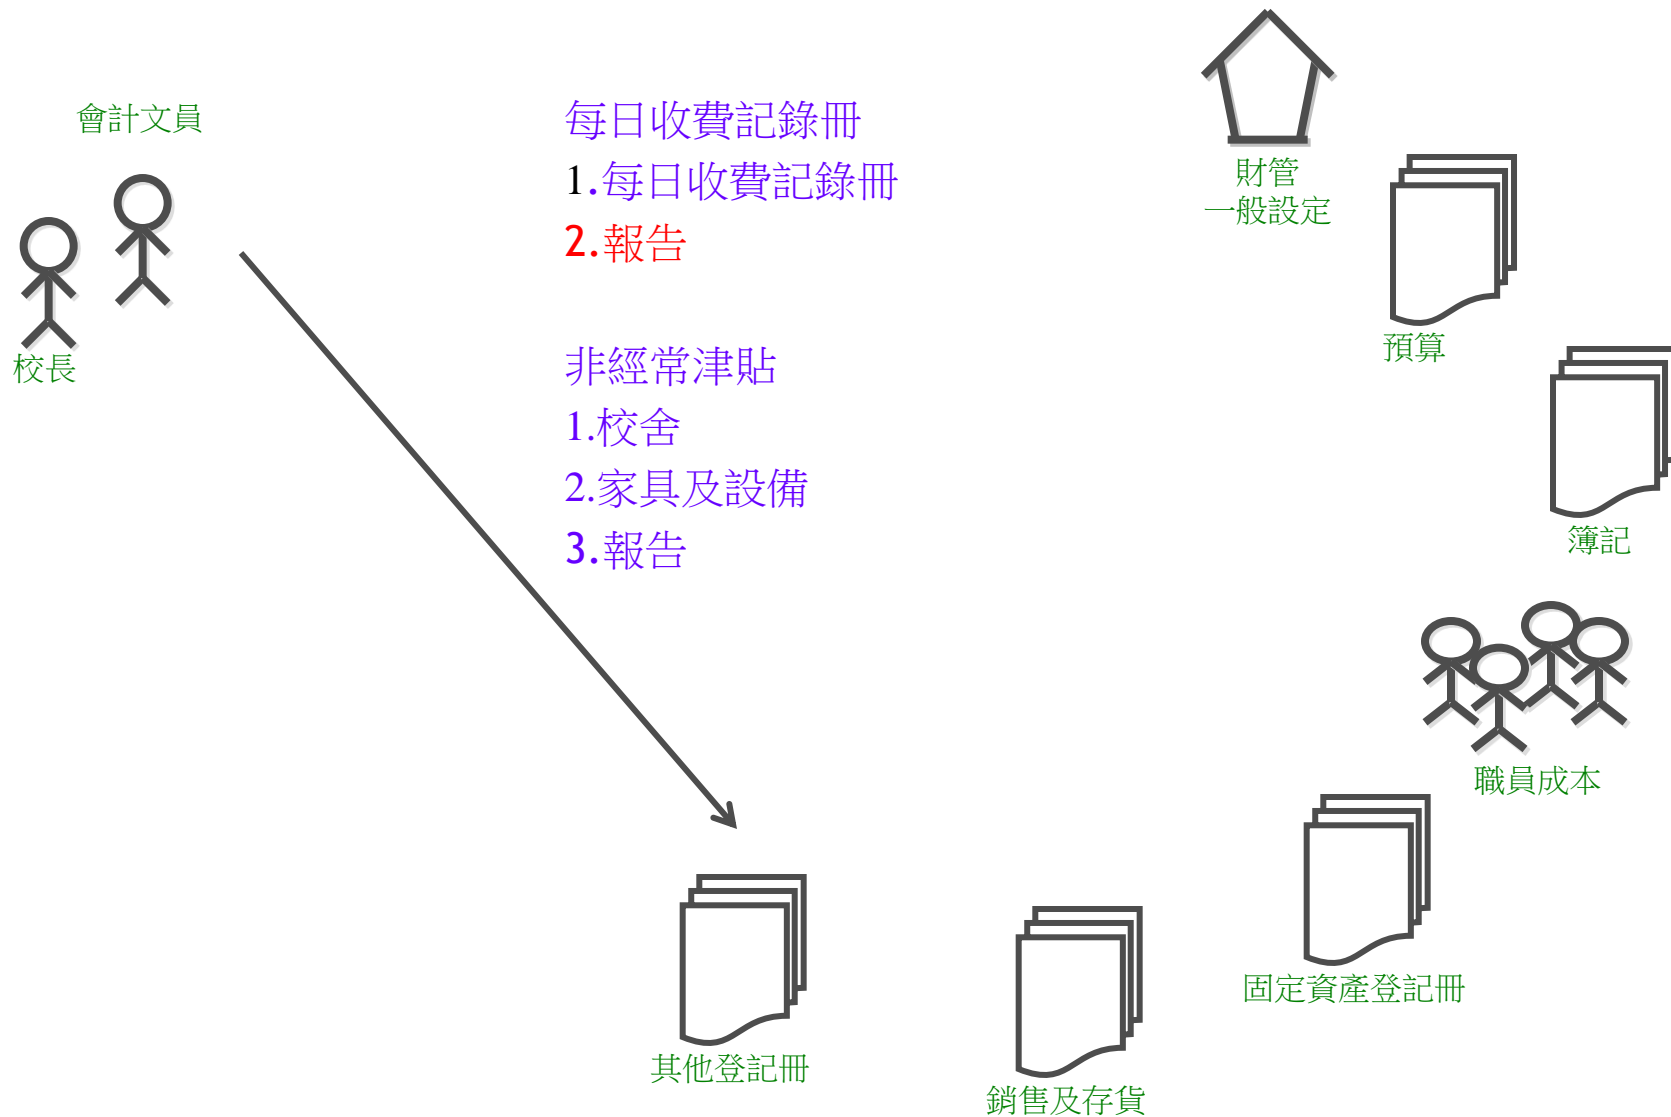 會計文員
校長
每日收費記錄冊
1.每日收費記錄冊
2.報告
非經常津貼
1.校舍
2.家具及設備
3.報告
財管
一般設定
預算
簿記
職員成本
固定資產登記冊
其他登記冊
銷售及存貨